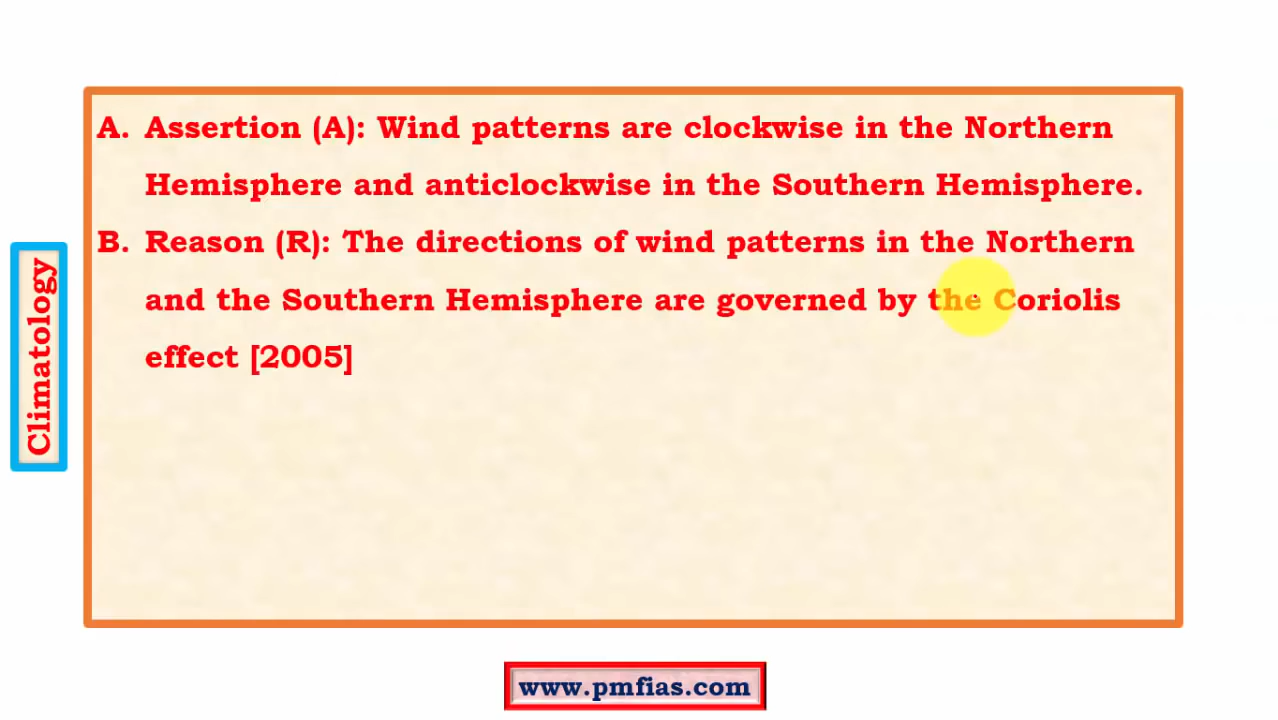 A. Assertion (A): Wind patterns are clockwise in the Northern
Hemisphere and anticlockwise in the Southern Hemisphere.
B. Reason (R): The directions of wind patterns in the Northern
and the Southern Hemisphere are governed by the Coriolis
effect [2005]
Climatology
www.pmfias.com